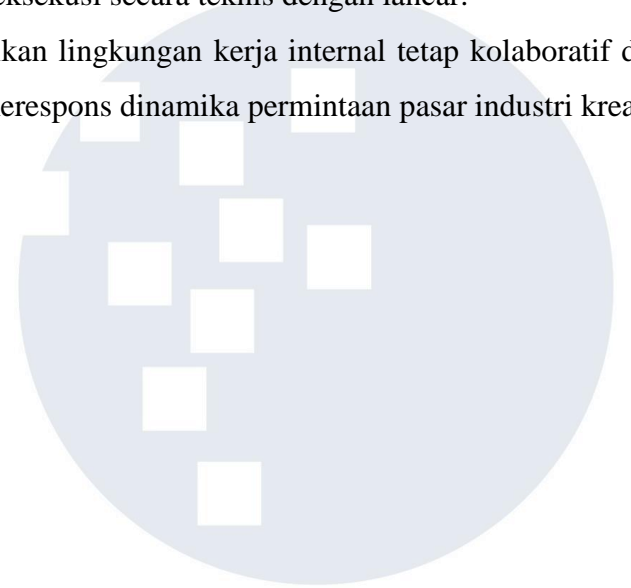 eksekusi secara teknis dengan lancar.
kan lingkungan kerja internal tetap kolaboratif d
erespons dinamika permintaan pasar industri krea